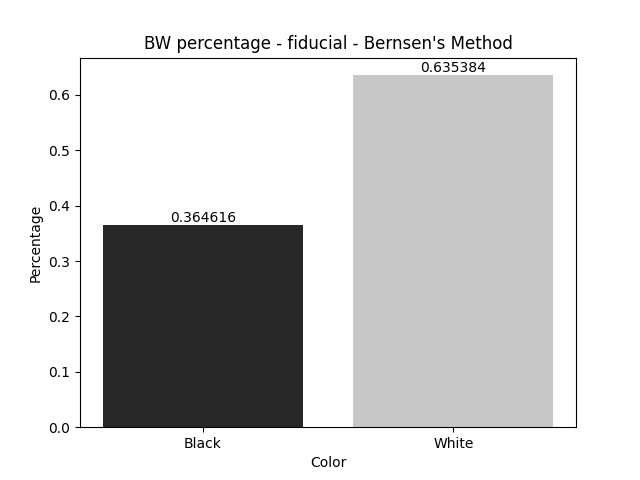 BW percentage - fiducial - Bernsen's Method
0.635384
0.6
0.5
0.4
0.364616
0.3
0.2
0.1
0.0
Percentage
Black
White
Color